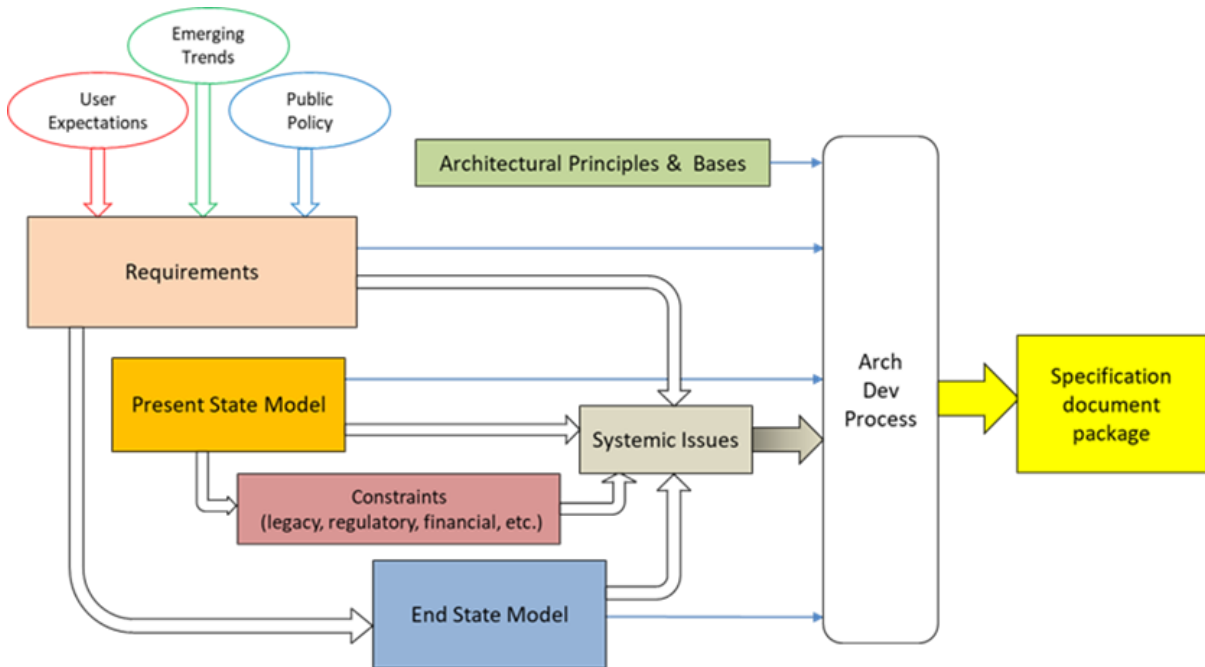 Emerging
Trends
User
Expectations
Public
Policy
Architectural Principles & Bases
Requirements
Present State Model
Systemic Issues
Constraints
(legacy, regulatory, financial, etc.)
End State Model
Arch
Dev
Process
Specification
document
package